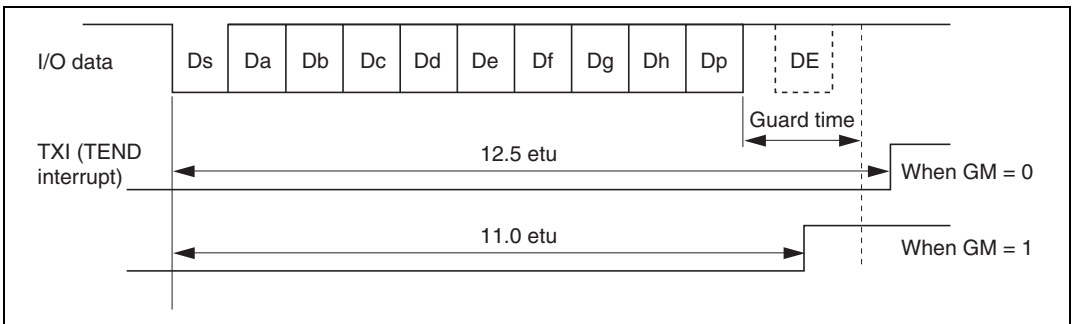 I/O data
Ds Da Db Dc Dd De Df Dg Dh Dp DE
Guard time
TXI (TEND
interrupt)
12.5 etu
When GM = 0
11.0 etu
When GM = 1